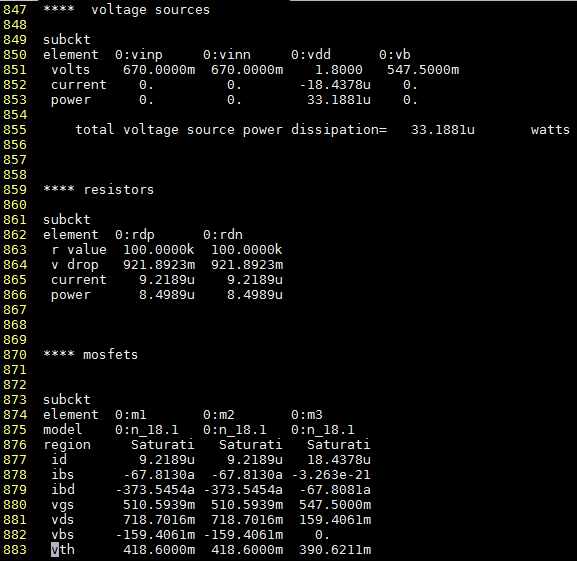 847 **** voltage sources
848
849 subckt
850 element 0:vinp 0:vinn 0:vdd 0:vb
851 volts 670.0000m 670.0000m 1.8000 547.5000m
852 current 0. 0. -18.4378u 0.
853 power 0. 0. 33.1881u 0.
854
855 total voltage source power dissipation= 33.1881u watts
856
857
858
859 **** resistors
860
861 subckt
862 element 0:rdp 0:rdn
863 r value 100.0000k 100.0000k
864 v drop 921.8923m 921.8923m
865 current 9.2189u 9.2189u
866 power 8.4989u 8.4989u
867
868
869
870 **** mosfets
871
872
873 subckt
874 element 0:m1 0:m2 0:m3
875 model 0:n_18.1 0:n_18.1 0:n_18.1
876 region Saturati Saturati Saturati
877 id 9.2189u 9.2189u 18.4378u
878 ibs -67.8130a -67.8130a -3.263e-21
879 ibd -373.5454a -373.5454a -67.8081a
880 vgs 510.5939m 510.5939m 547.5000m
881 vds 718.7016m 718.7016m 159.4061m
882 vbs -159.4061m -159.4061m 0.
883 vth 418.6000m 418.6000m 390.6211m